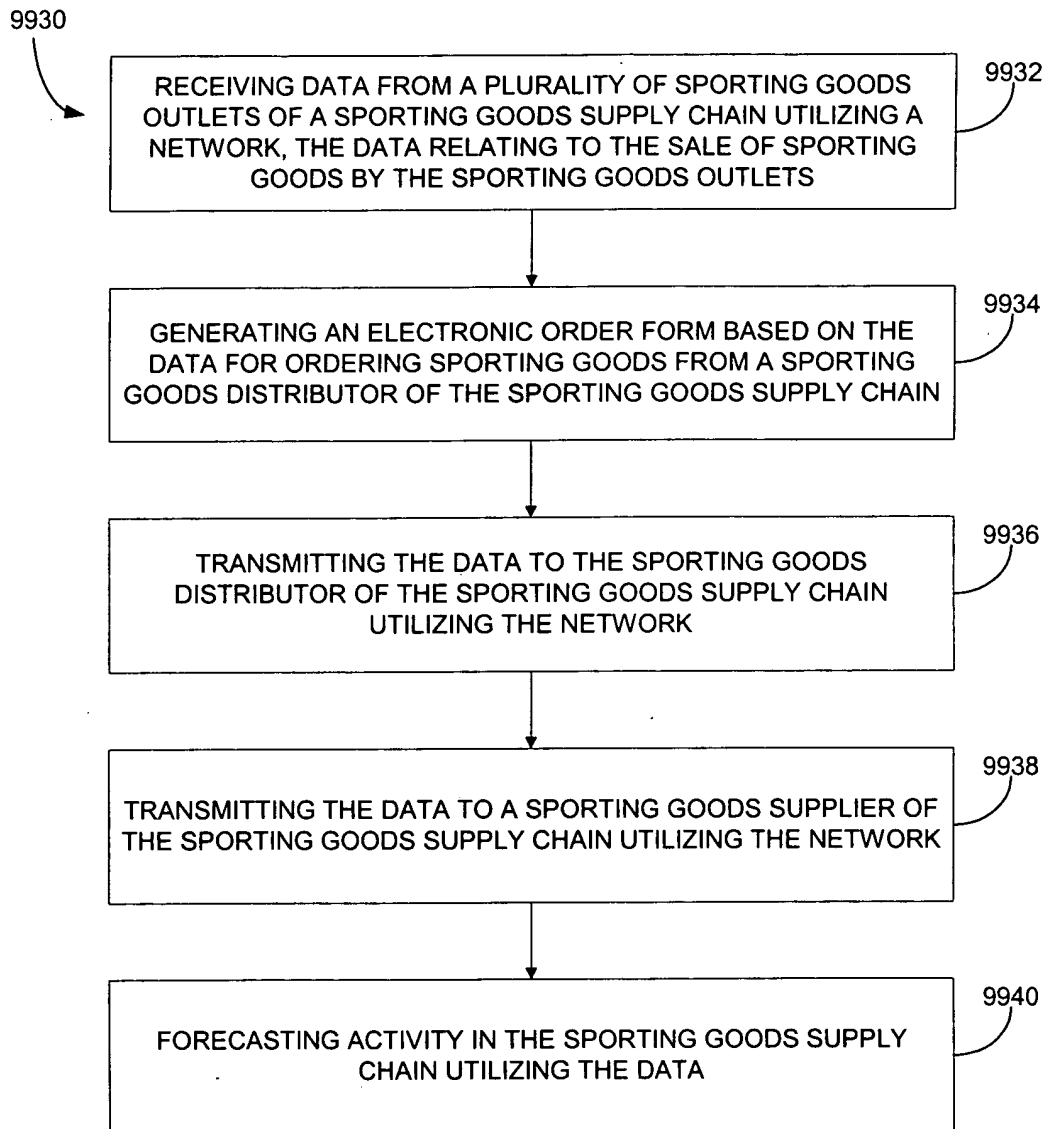 9930
9932
RECEIVING DATA FROM A PLURALITY OF SPORTING GOODS
OUTLETS OF A SPORTING GOODS SUPPLY CHAIN UTILIZING A
NETWORK, THE DATA RELATING TO THE SALE OF SPORTING
GOODS BY THE SPORTING GOODS OUTLETS
9934
GENERATING AN ELECTRONIC ORDER FORM BASED ON THE
DATA FOR ORDERING SPORTING GOODS FROM A SPORTING
GOODS DISTRIBUTOR OF THE SPORTING GOODS SUPPLY CHAIN
9936
TRANSMITTING THE DATA TO THE SPORTING GOODS
DISTRIBUTOR OF THE SPORTING GOODS SUPPLY CHAIN
UTILIZING THE NETWORK
9938
TRANSMITTING THE DATA TO A SPORTING GOODS SUPPLIER OF
THE SPORTING GOODS SUPPLY CHAIN UTILIZING THE NETWORK
9940
FORECASTING ACTIVITY IN THE SPORTING GOODS SUPPLY
CHAIN UTILIZING THE DATA